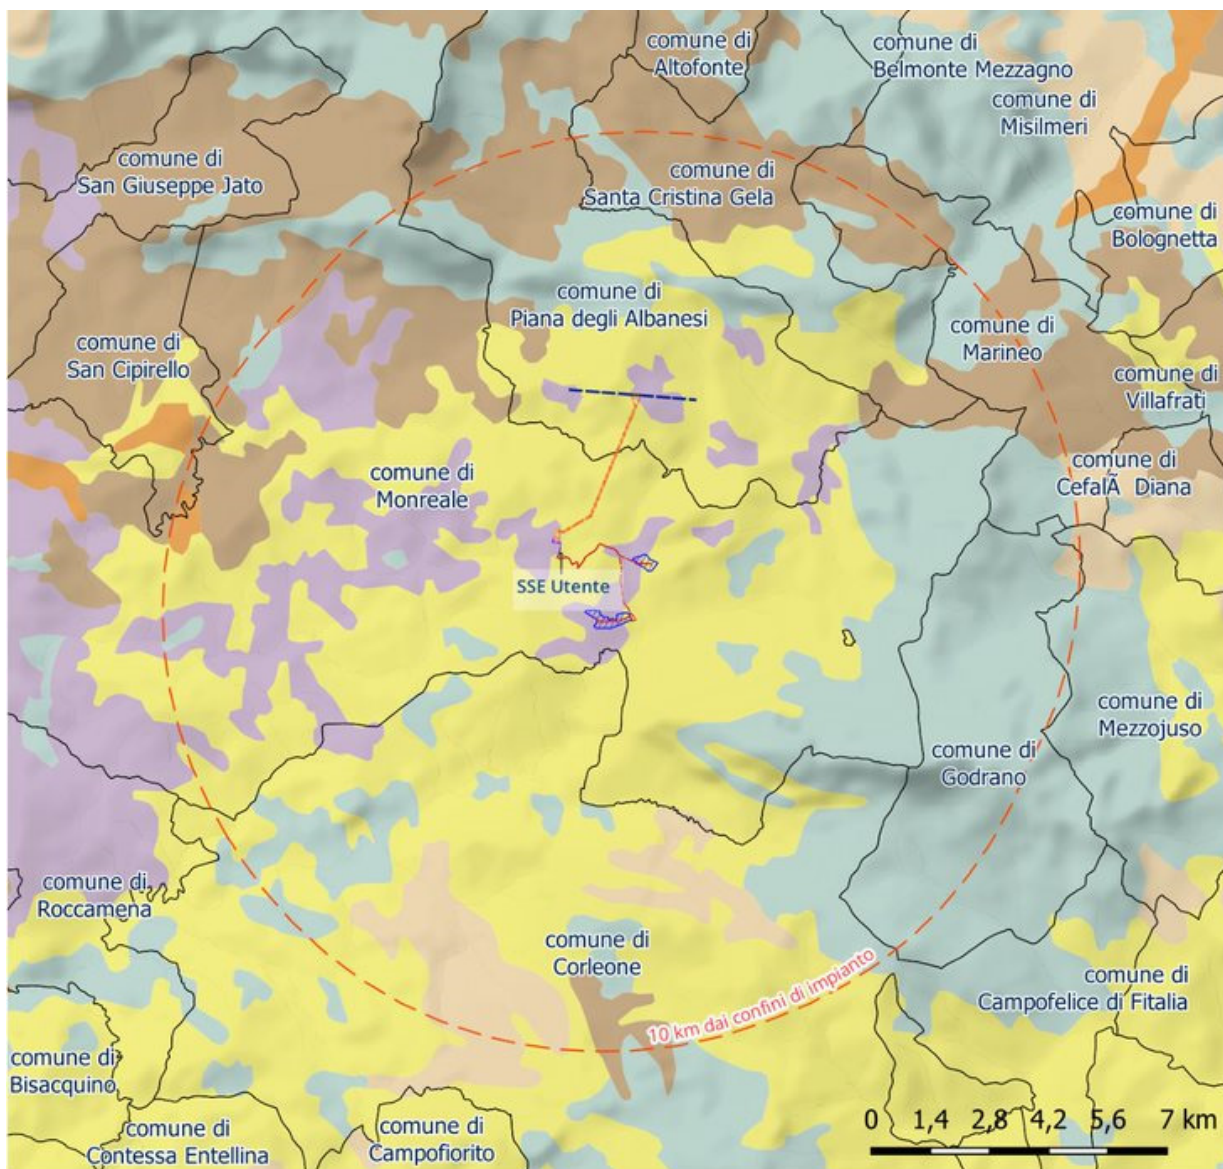 comune di
Altofonte
comune di
Belmonte Mezzagno
comune di
Misilmeri
comune di
San Giuseppe Jato
comune di
Santa Cristina Gela
comune di
Bolognetta
comune di
Piana degli Albanesi
comune di
Marineo
comune di
San Cipirello
comune di
Villafrati
comune di
Monreale
comune di
CefalÃ  Diana
SSE Utente
comune di
Mezzojuso
comune di
Godrano
comune di
Roccamena
comune di
Corleone
10 km dai confini di impianto
comune di
Campofelice di Fitalia
comune di
Bisacquino
comune di
Contessa Entellina
comune di
Campofiorito
0 1,4 2,8 4,2 5,6 7 km